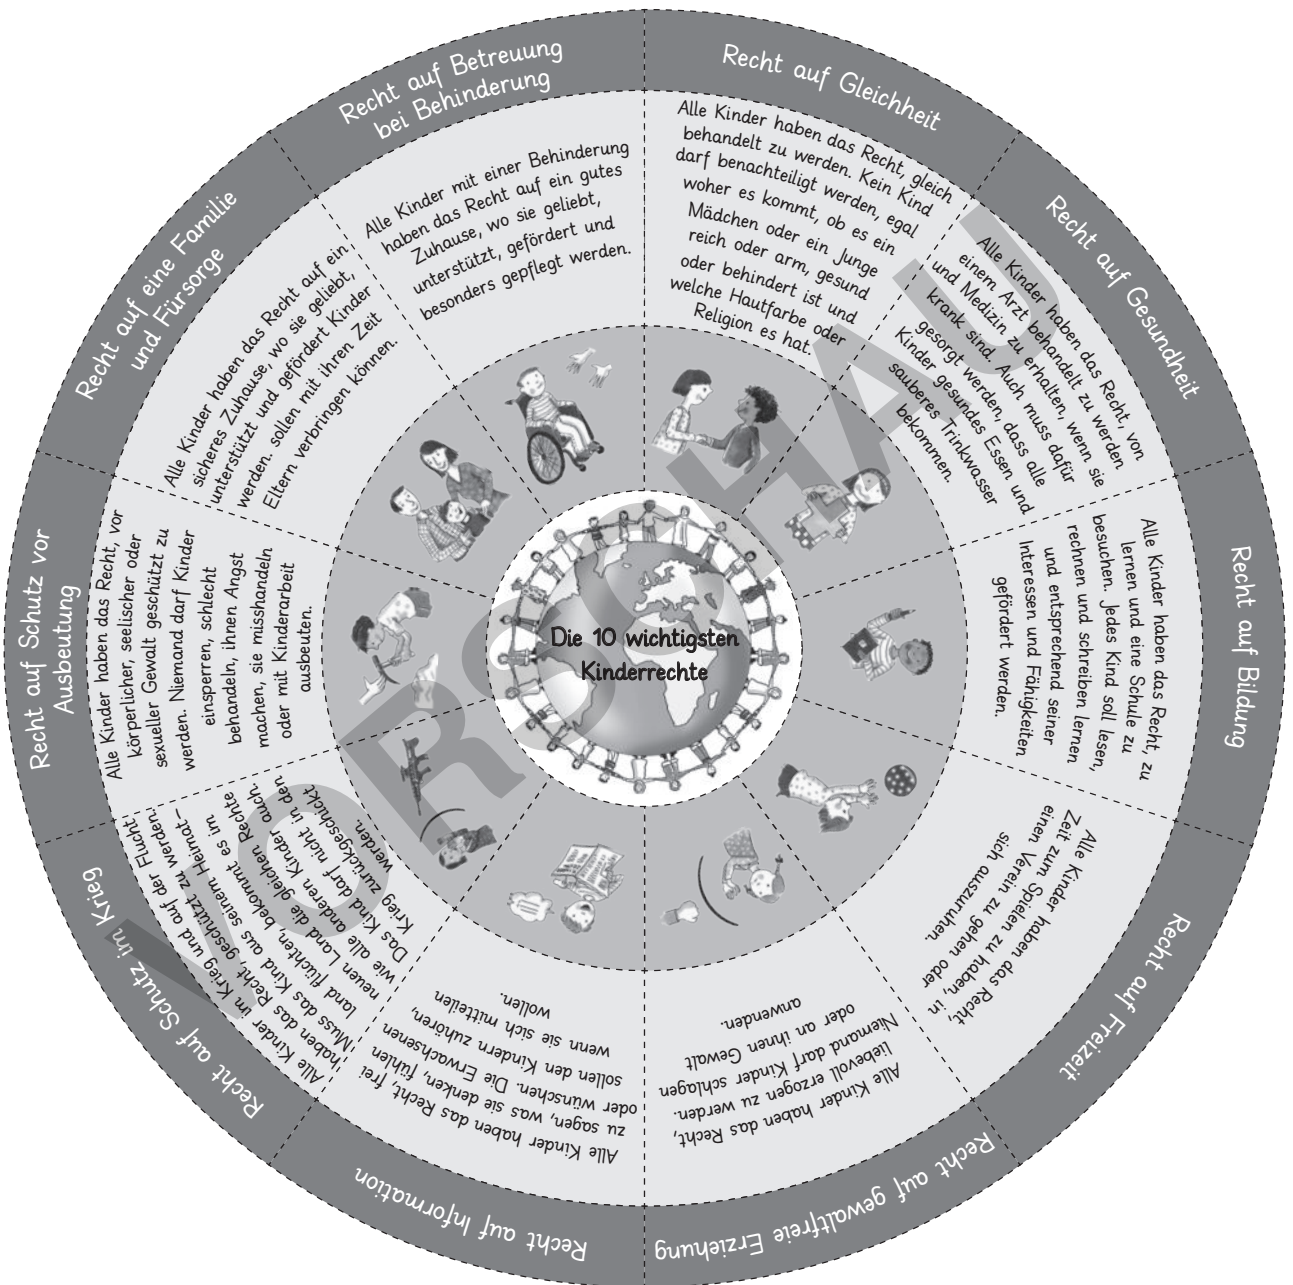 Die 10 wichtigsten
Kinderrechte
Recht auf Gleichheit
Alle Kinder haben das Recht, gleich
behandelt zu werden. Kein Kind
darf benachteiligt werden, egal
woher es kommt, ob es ein
Mädchen oder ein Junge
reich oder arm, gesund
oder behindert ist und
welche Hautfarbe oder
Religion es hat.
Recht auf Gesundheit
Alle Kinder haben das Recht, von
einem Arzt behandelt zu werden
und Medizin zu erhalten, wenn sie
krank sind. Auch muss dafür
gesorgt werden, dass alle
Kinder gesundes Essen und
sauberes Trinkwasser
bekommen.
Recht auf Bildung
Alle Kinder haben das Recht, zu
lernen und eine Schule zu
besuchen. Jedes Kind soll lesen,
rechnen und schreiben lernen
und entsprechend seiner
Interessen und Fähigkeiten
gefördert werden.
Recht auf Freizeit
Alle Kinder haben das Recht,
Zeit zum Spielen zu haben, in
einen Verein zu gehen oder
sich auszuruhen.
Recht auf gewaltfreie Erziehung
Alle Kinder haben das Recht,
liebevoll erzogen zu werden.
Niemand darf Kinder schlagen
oder an ihnen Gewalt
anwenden.
Recht auf Information
Alle Kinder haben das Recht, frei
zu sagen, was sie denken, fühlen
oder wünschen. Die Erwachsenen
sollen den Kindern zuhören,
wenn sie sich mitteilen
wollen.
Recht auf Schutz im Krieg
Alle Kinder im Krieg und auf der Flucht
haben das Recht, geschützt zu werden.
Muss das Kind aus seinem Heimat-
land flüchten, bekommt es im
neuen Land die gleichen Rechte
wie alle anderen Kinder auch.
Das Kind darf nicht in den
Krieg zurückgeschickt
werden.
Recht auf Schutz vor
Ausbeutung
Alle Kinder haben das Recht, vor
körperlicher, seelischer oder
sexueller Gewalt geschützt zu
werden. Niemand darf Kinder
einsperren, schlecht
behandeln, ihnen Angst
machen, sie misshandeln
oder mit Kinderarbeit
ausbeuten.
Recht auf eine Familie
und Fürsorge
Alle Kinder haben das Recht auf ein
sicheres Zuhause, wo sie geliebt,
unterstützt und gefördert Kinder
werden. sollen mit ihren Zeit
Eltern verbringen können.
Recht auf Betreuung
bei Behinderung
Alle Kinder mit einer Behinderung
haben das Recht auf ein gutes
Zuhause, wo sie geliebt,
unterstützt, gefördert und
besonders gepflegt werden.
VORSCHAU